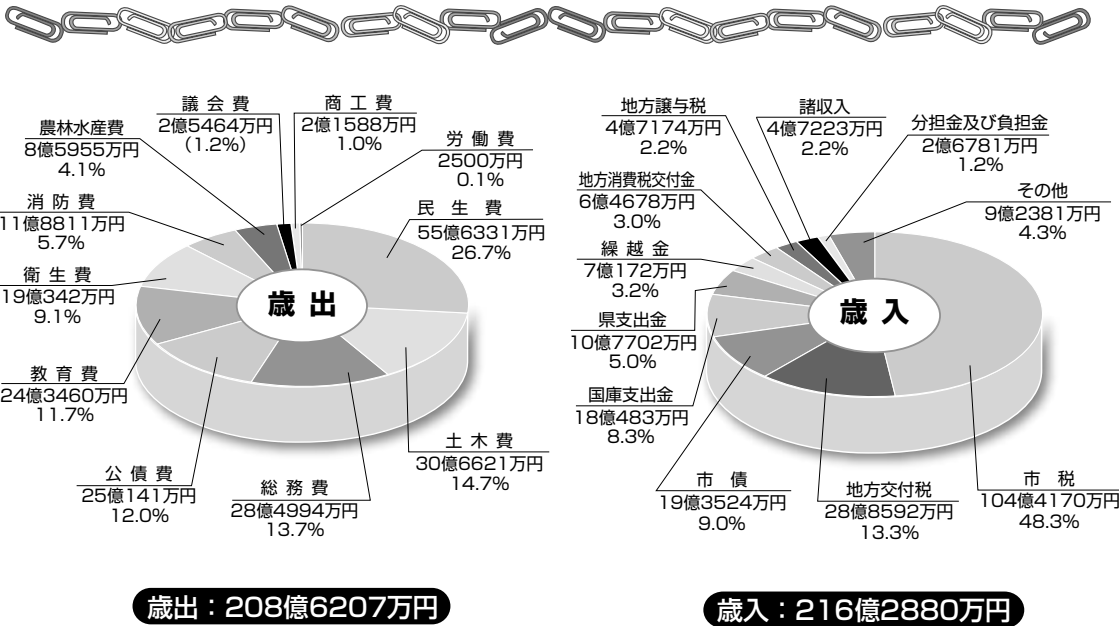 議会費
2億5464万円
(1.2%)
商工費
2億1588万円
1.0%
農林水産費
8億5955万円
4.1%
労働費
2500万円
0.1%
消防費
11億8811万円
5.7%
民生費
55億6331万円
26.7%
衛生費
19億342万円
9.1%
歳出
教育費
24億3460万円
11.7%
土木費
30億6621万円
14.7%
公債費
25億141万円
12.0%
総務費
28億4994万円
13.7%
歳出：208億6207万円
地方譲与税
4億7174万円
2.2%
諸収入
4億7223万円
2.2%
分担金及び負担金
2億6781万円
1.2%
地方消費税交付金
6億4678万円
3.0%
その他
9億2381万円
4.3%
繰越金
7億172万円
3.2%
歳入
県支出金
10億7702万円
5.0%
国庫支出金
18億483万円
8.3%
市債
19億3524万円
9.0%
地方交付税
28億8592万円
13.3%
市税
104億4170万円
48.3%
歳入：216億2880万円